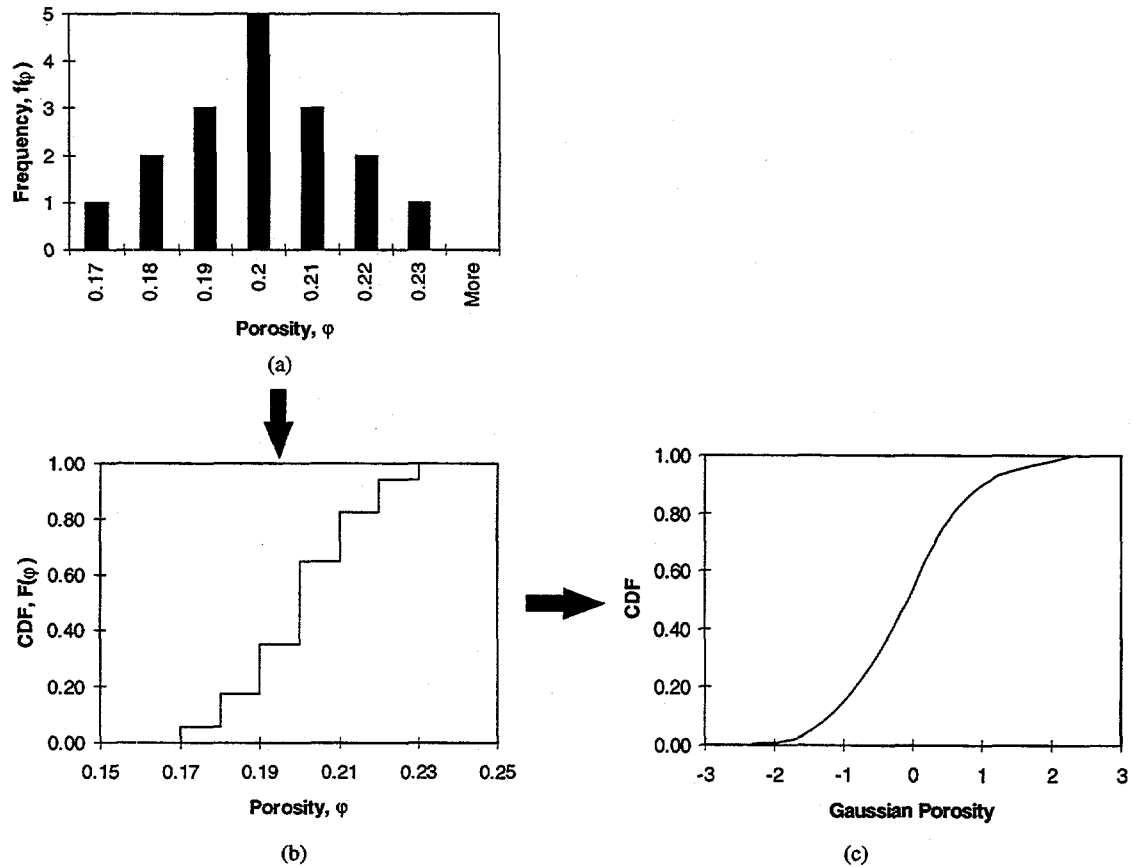 Frequency, f(φ)
5
4
3
2
1
0
0.17 0.18 0.19 0.2 0.21 0.22 0.23 More
Porosity, φ
(a)
CDF, F(φ)
1.00
0.80
0.60
0.40
0.20
0.00
0.15 0.17 0.19 0.21 0.23 0.25
Porosity, φ
(b)
CDF
1.00
0.80
0.60
0.40
0.20
0.00
-3 -2 -1 0 1 2 3
Gaussian Porosity
(c)